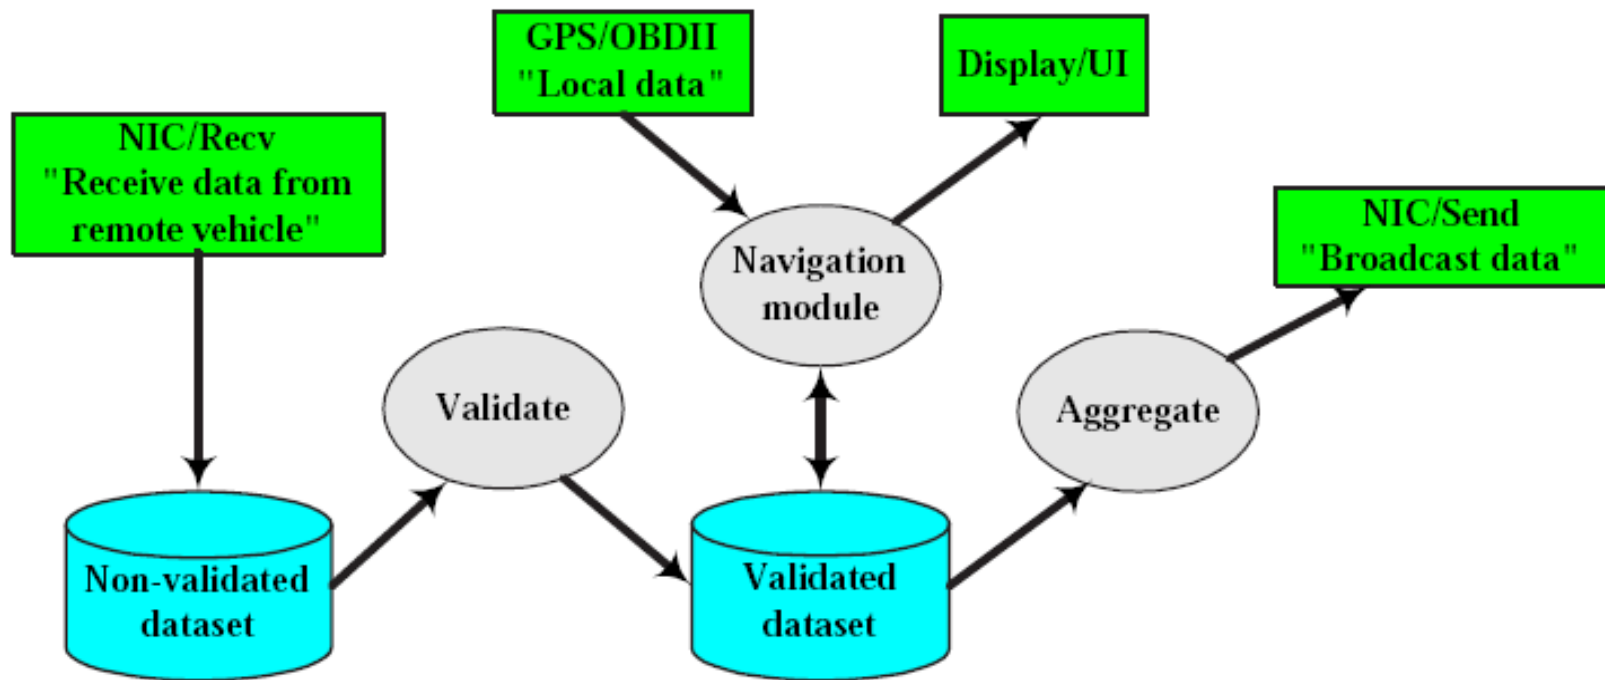 GPS/OBDII
"Local data"
Display/UI
NIC/Recv
"Receive data from
remote vehicle"
NIC/Send
"Broadcast data"
Navigation
module
Validate
Aggregate
Non-validated
dataset
Validated
dataset